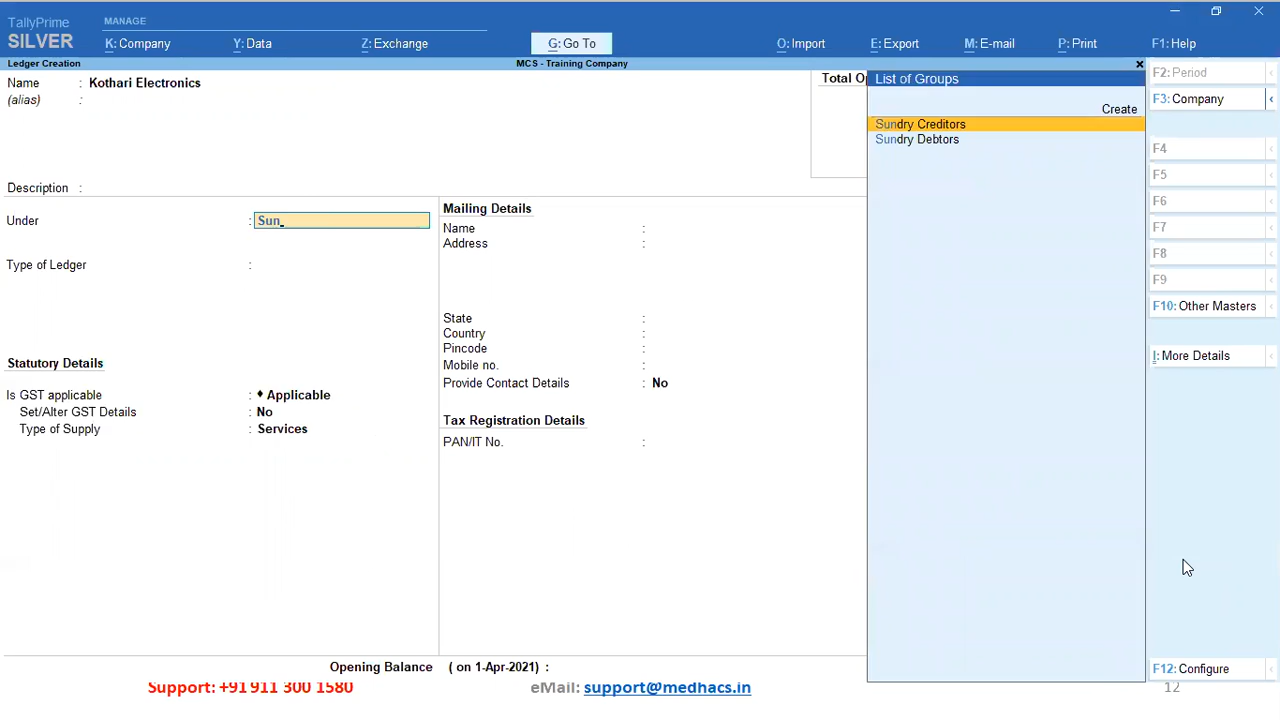 TallyPrime
SILVER
MANAGE
K: Company
Y: Data
Z: Exchange
G: Go To
O: Import
E: Export
M: E-mail
P: Print
F1: Help
Ledger Creation
MCS - Training Company
×
Name : Kothari Electronics
(alias) :
Total Op
Description :
Under : Sun
Type of Ledger :
Statutory Details
Is GST applicable : ♦ Applicable
Set/Alter GST Details : No
Type of Supply : Services
Mailing Details
Name :
Address :
State :
Country :
Pincode :
Mobile no. :
Provide Contact Details : No
Tax Registration Details
PAN/IT No. :
List of Groups
Create
Sundry Creditors
Sundry Debtors
F2: Period
F3: Company
F4
F5
F6
F7
F8
F9
F10: Other Masters
I: More Details
F12: Configure
Opening Balance ( on 1-Apr-2021) :
Support: +91 911 300 1580
eMail: support@medhacs.in
12